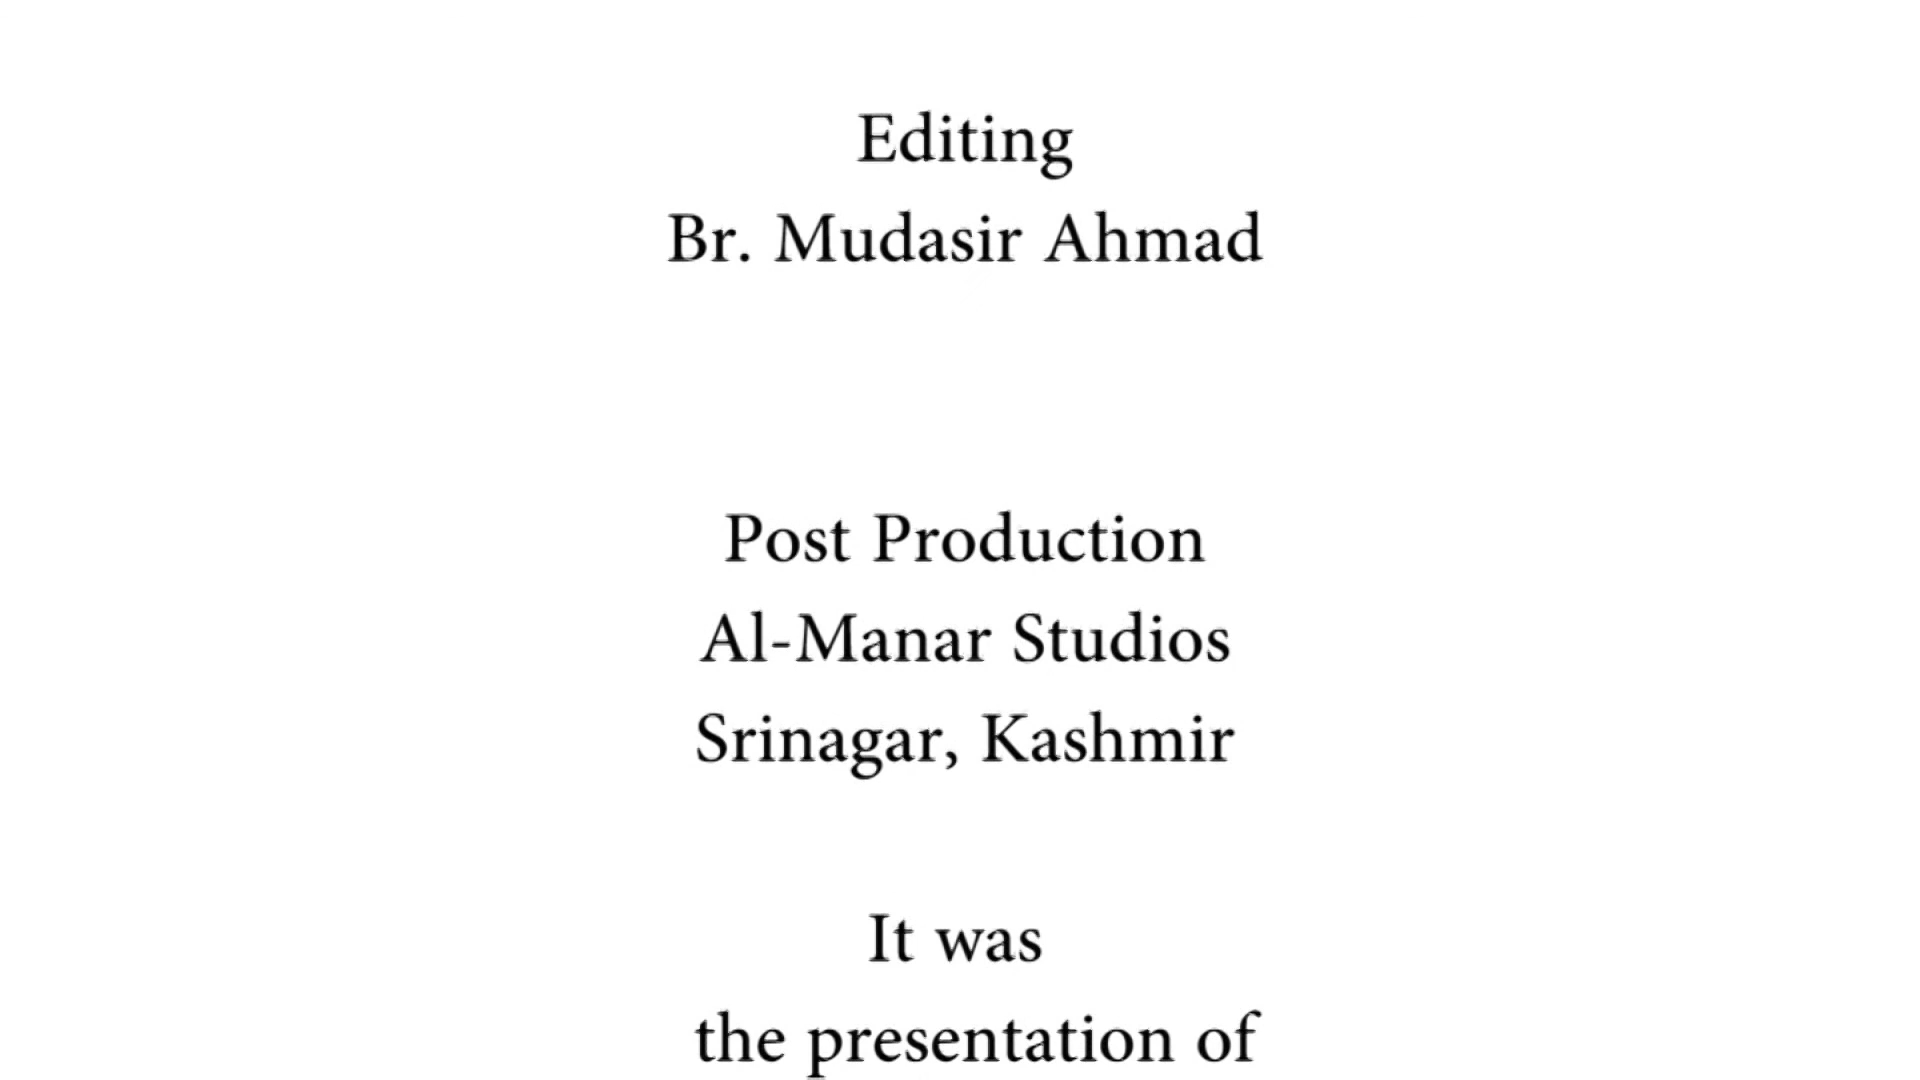 Editing
Br. Mudasir Ahmad
Post Production
Al-Manar Studios
Srinagar, Kashmir
It was
the presentation of